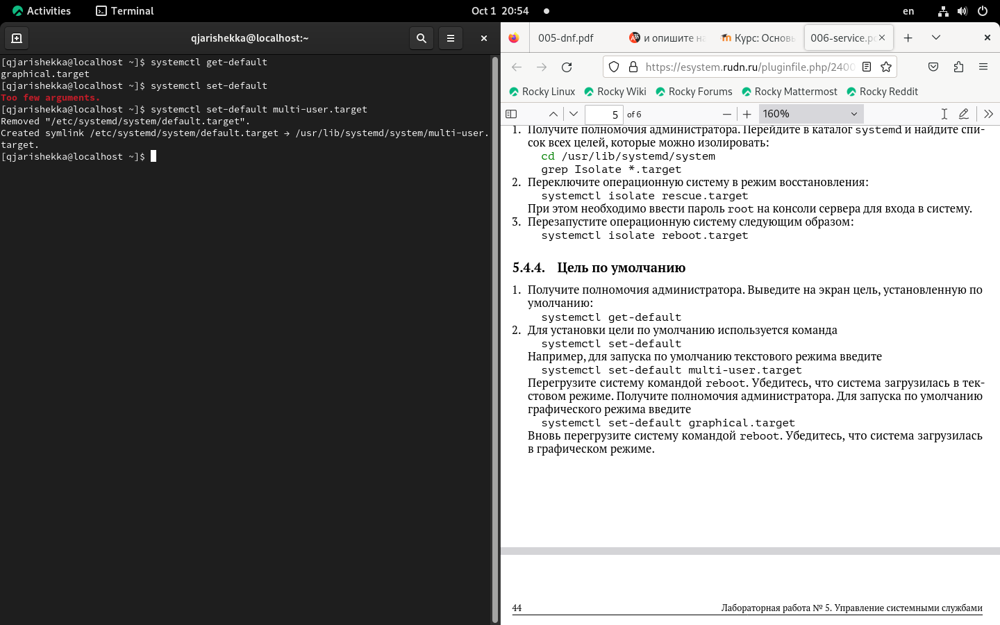 Activities Terminal Oct 1 20:54 en
qjarishekka@localhost:~
[qjarishekka@localhost ~]$ systemctl get-default
graphical.target
[qjarishekka@localhost ~]$ systemctl set-default
Too few arguments.
[qjarishekka@localhost ~]$ systemctl set-default multi-user.target
Removed "/etc/systemd/system/default.target".
Created symlink /etc/systemd/system/default.target → /usr/lib/systemd/system/multi-user.
target.
[qjarishekka@localhost ~]$
005-dnf.pdf и опишите на Курс: Основы 006-service.p
https://esystem.rudn.ru/pluginfile.php/2400
Rocky Linux Rocky Wiki Rocky Forums Rocky Mattermost Rocky Reddit
5 of 6 160%
1. Получите полномочия администратора. Перейдите в каталог systemd и найдите спи-
сок всех целей, которые можно изолировать:
cd /usr/lib/systemd/system
grep Isolate *.target
2. Переключите операционную систему в режим восстановления:
systemctl isolate rescue.target
При этом необходимо ввести пароль root на консоли сервера для входа в систему.
3. Перезапустите операционную систему следующим образом:
systemctl isolate reboot.target
5.4.4. Цель по умолчанию
1. Получите полномочия администратора. Выведите на экран цель, установленную по
умолчанию:
systemctl get-default
2. Для установки цели по умолчанию используется команда
systemctl set-default
Например, для запуска по умолчанию текстового режима введите
systemctl set-default multi-user.target
Перегрузите систему командой reboot. Убедитесь, что система загрузилась в тек-
стовом режиме. Получите полномочия администратора. Для запуска по умолчанию
графического режима введите
systemctl set-default graphical.target
Вновь перегрузите систему командой reboot. Убедитесь, что система загрузилась
в графическом режиме.
44 Лабораторная работа № 5. Управление системными службами